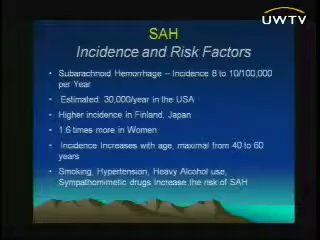 UWTV
SAH
Incidence and Risk Factors
• Subarachnoid Hemorrhage – Incidence 8 to 10/100,000
per Year
• Estimated: 30,000/year in the USA
• Higher incidence in Finland, Japan
• 1.6 times more in Women
• Incidence Increases with age, maximal from 40 to 60
years
• Smoking, Hypertension, Heavy Alcohol use,
Sympathomimetic drugs increase the risk of SAH